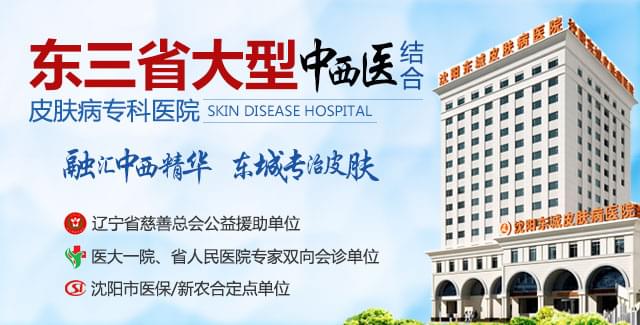 东三省大型中西医结合
皮肤病专科医院 SKIN DISEASE HOSPITAL
融汇中西精华 东城专治皮肤
辽宁省慈善总会公益援助单位
医大一院、省人民医院专家双向会诊单位
沈阳市医保/新农合定点单位
沈阳东城皮肤病医院
沈阳东城皮肤病医院